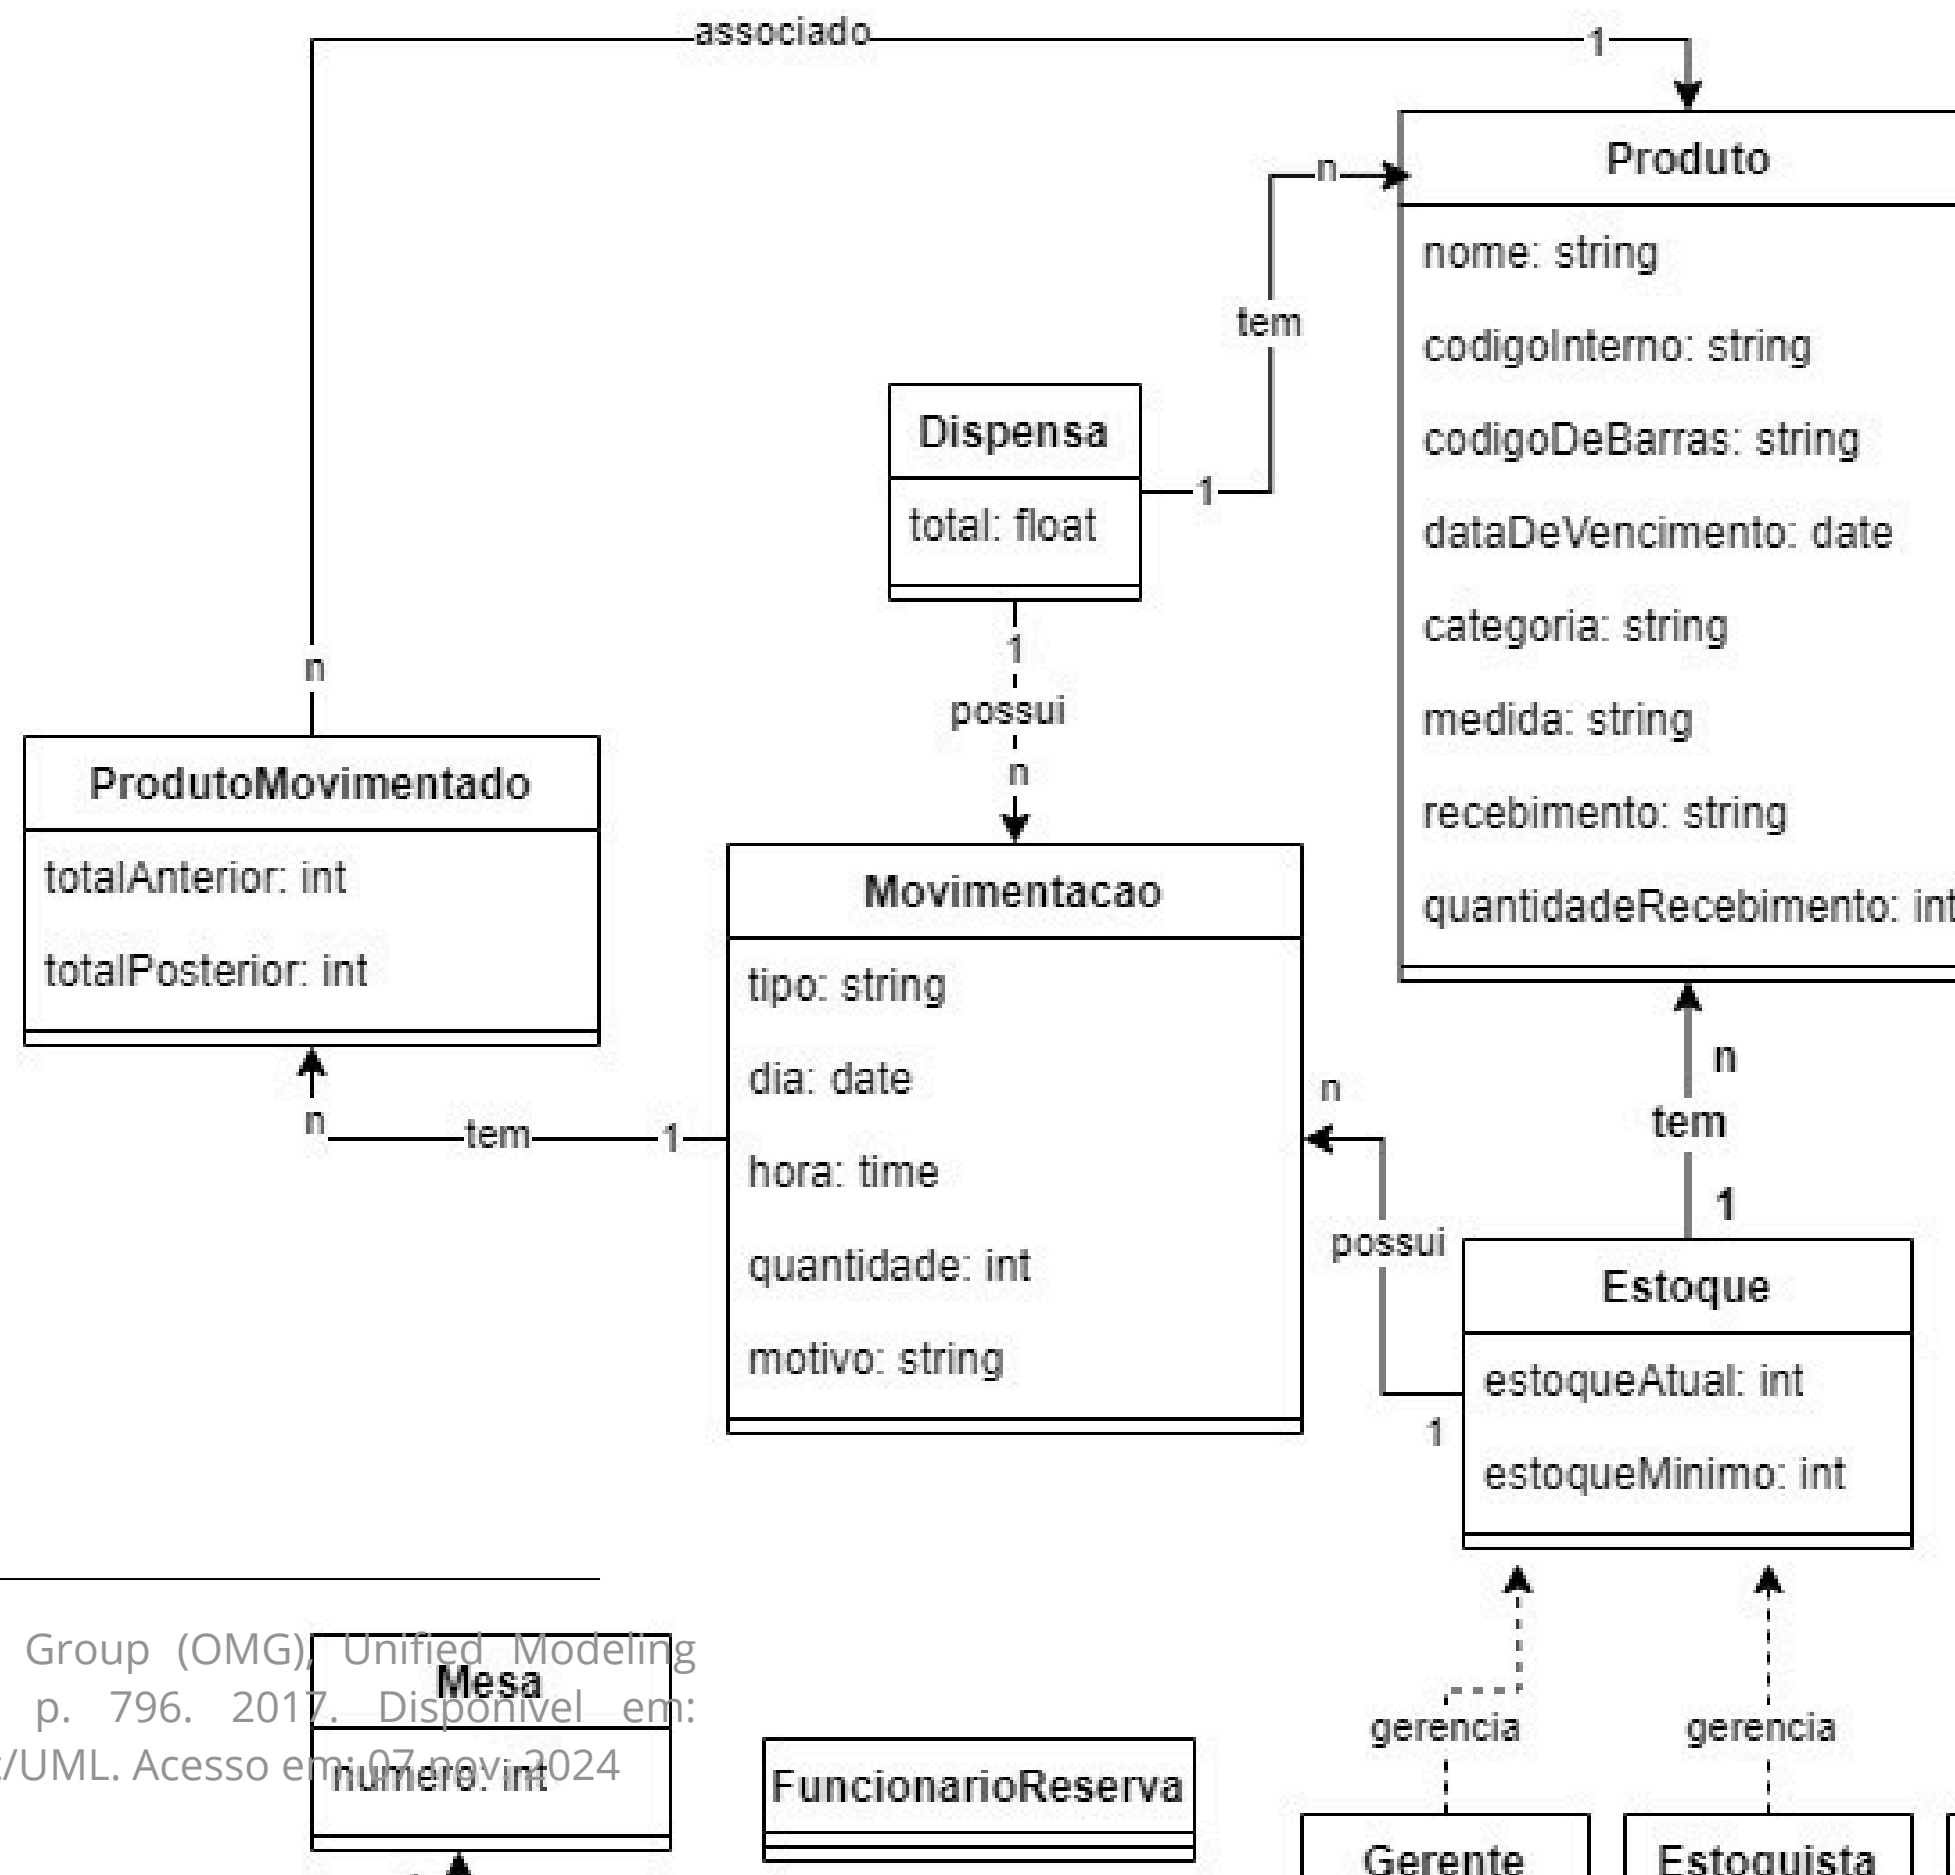 associado
1
Produto
nome: string
codigoInterno: string
codigoDeBarras: string
dataDeVencimento: date
categoria: string
medida: string
recebimento: string
quantidadeRecebimento: int
n
tem
1
Dispensa
total: float
1
possui
n
n
ProdutoMovimentado
totalAnterior: int
totalPosterior: int
n
tem
1
Movimentacao
tipo: string
dia: date
hora: time
quantidade: int
motivo: string
n
possui
1
n
tem
1
Estoque
estoqueAtual: int
estoqueMinimo: int
gerencia
gerencia
Gerente
Estoquista
Group (OMG), Unified Modeling
p. 796. 2017. Disponível em:
/UML. Acesso em: 07 nov. 2024
Mesa
numero: int
FuncionarioReserva